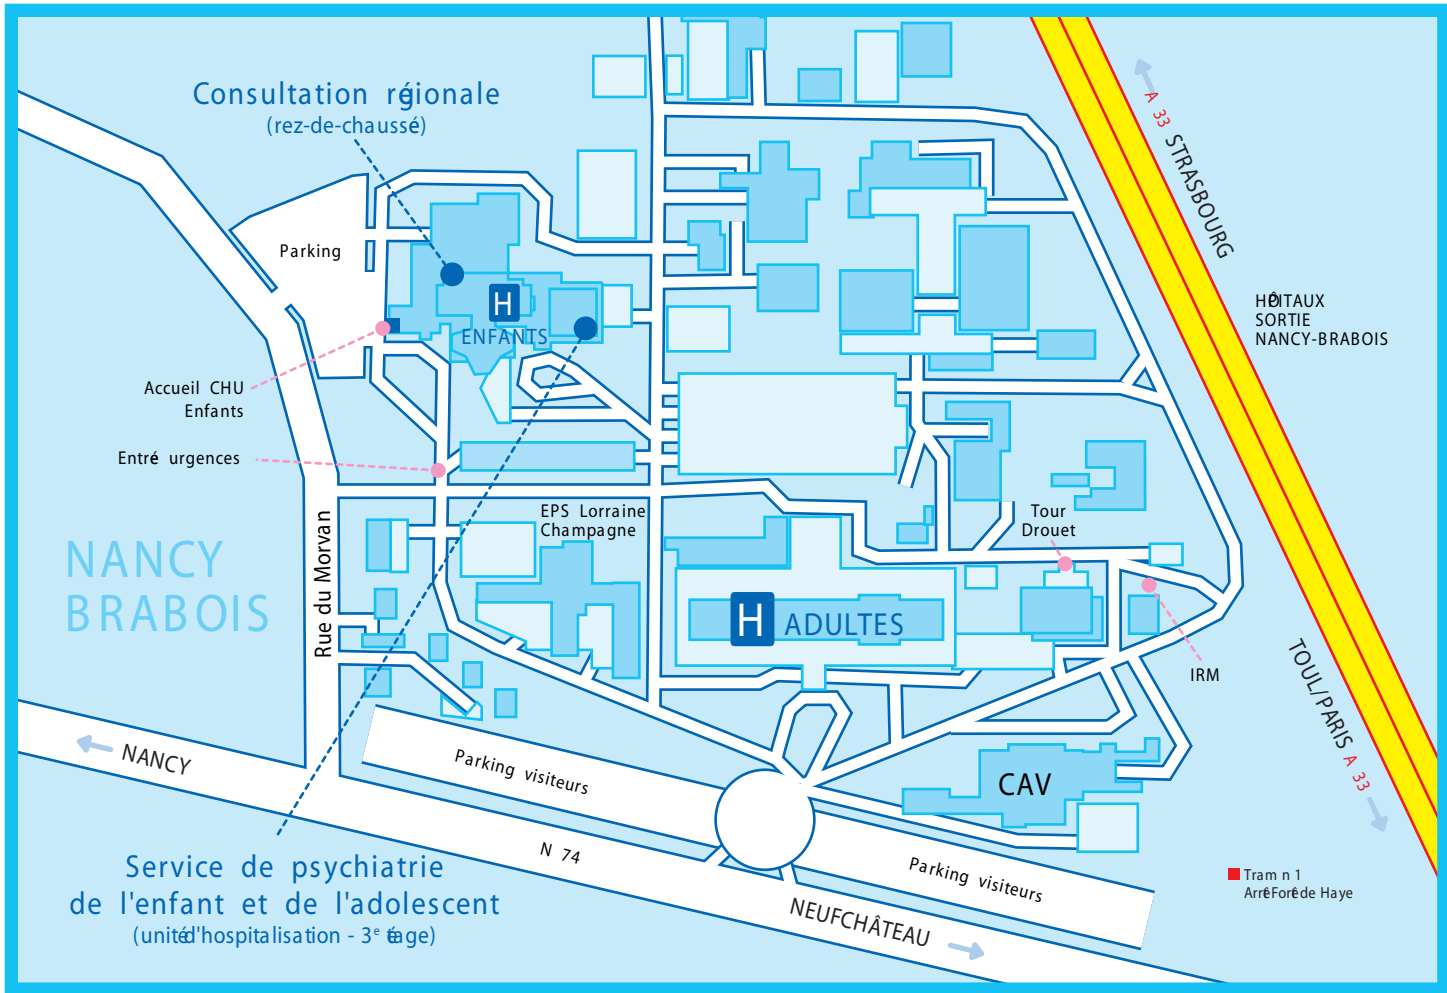 Consultation régionale
(rez-de-chaussé)
A 33 STRASBOURG
Parking
HÔPITAUX
SORTIE
NANCY-BRABOIS
H
ENFANTS
Accueil CHU
Enfants
Entré urgences
EPS Lorraine
Champagne
Tour
Drouet
NANCY
BRABOIS
Rue du Morvan
H ADULTES
IRM
TOUL/PARIS A 33
NANCY
Parking visiteurs
CAV
N 74
Parking visiteurs
NEUFCHÂTEAU
Tram n 1
Arrêt Forêt de Haye
Service de psychiatrie
de l'enfant et de l'adolescent
(unité d'hospitalisation - 3e étage)